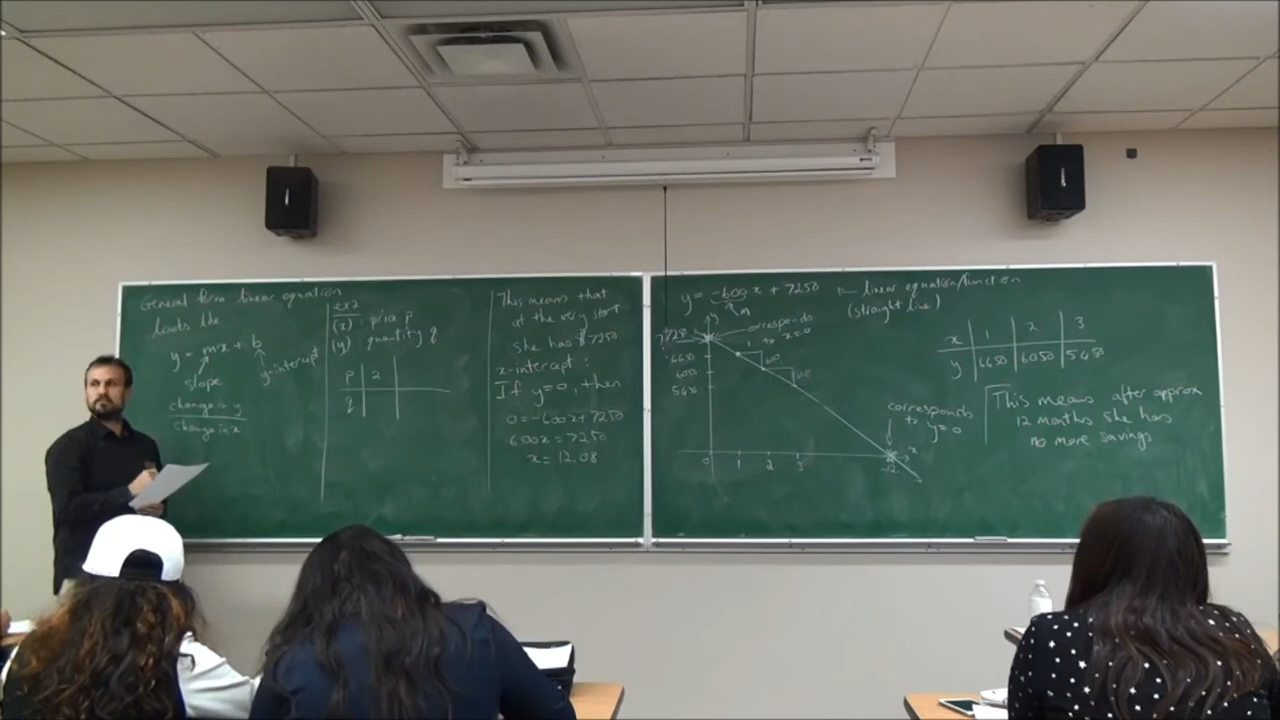 General form linear equation
looks like
y = mx + b
slope
y-intercept
change in y
change in x
ex2
(x) : price p
(y) : quantity q
p 2
q
This means that
at the very start
she has $7250
x-intercept:
If y=0, then
0=-600x+7250
600x=7250
x=12.08
y = -600x + 7250 ← linear equation/function
(straight line)
m
y
corresponds
to x=0
7250
6650
6050
5450
1
600
0 1 2 3 ~12 x
corresponds
to y=0
x 1 2 3
y 6650 6050 5450
This means after approx
12 months she has
no more savings